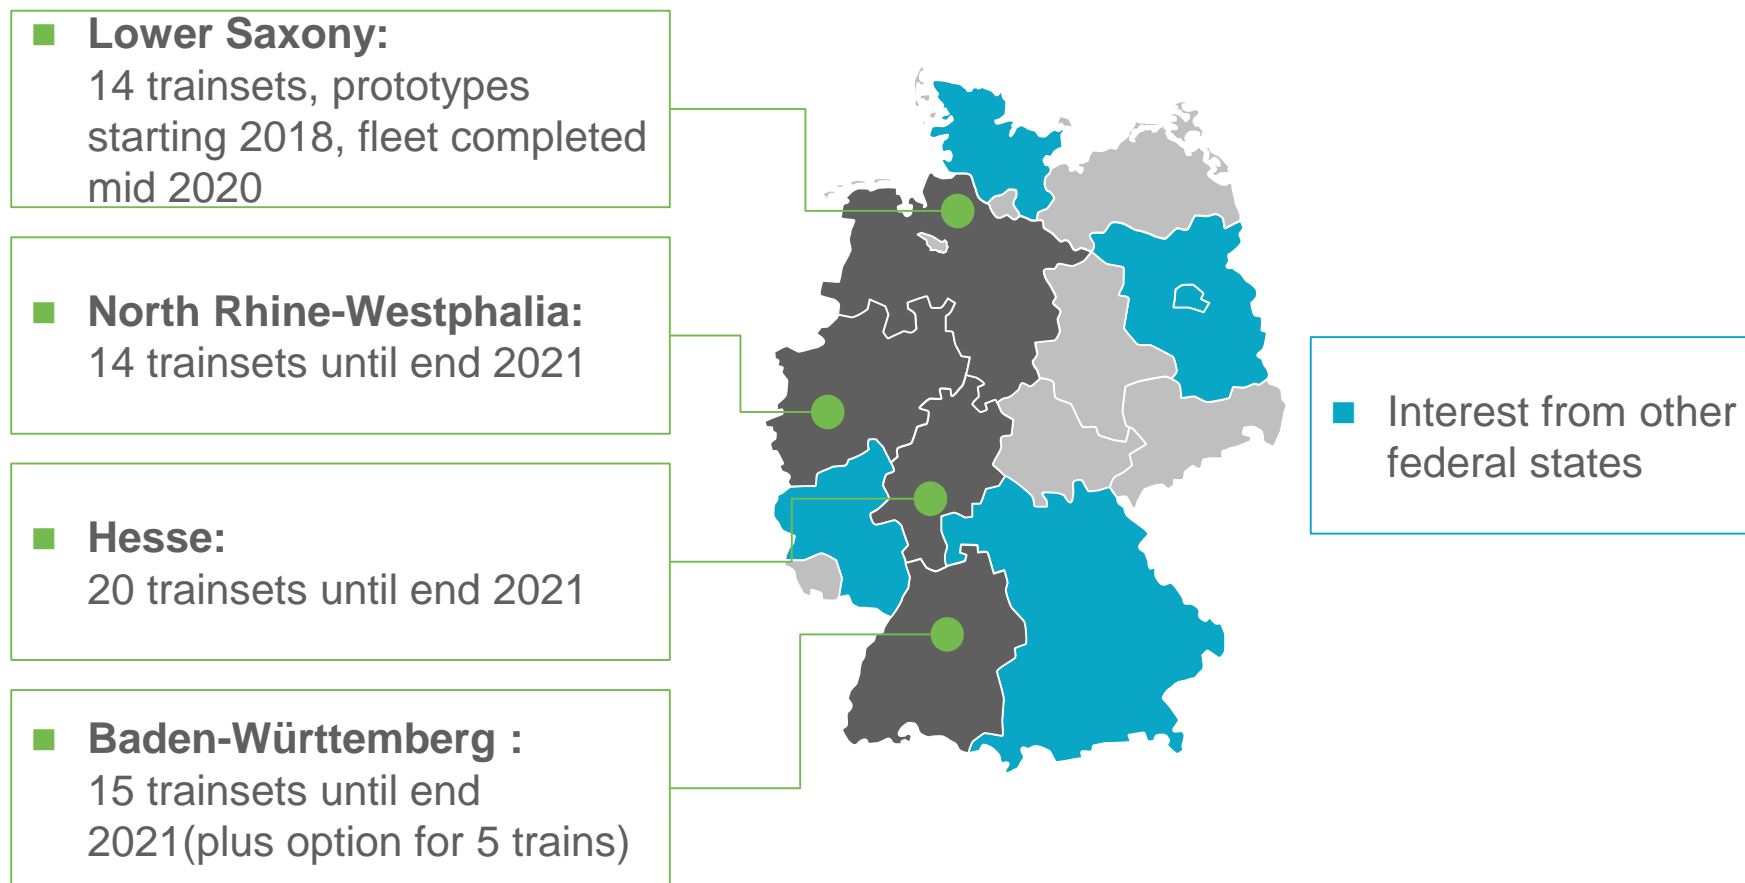 Lower Saxony:
14 trainsets, prototypes
starting 2018, fleet completed
mid 2020
North Rhine-Westphalia:
14 trainsets until end 2021
Hesse:
20 trainsets until end 2021
Baden-Württemberg :
15 trainsets until end
2021(plus option for 5 trains)
Interest from other
federal states